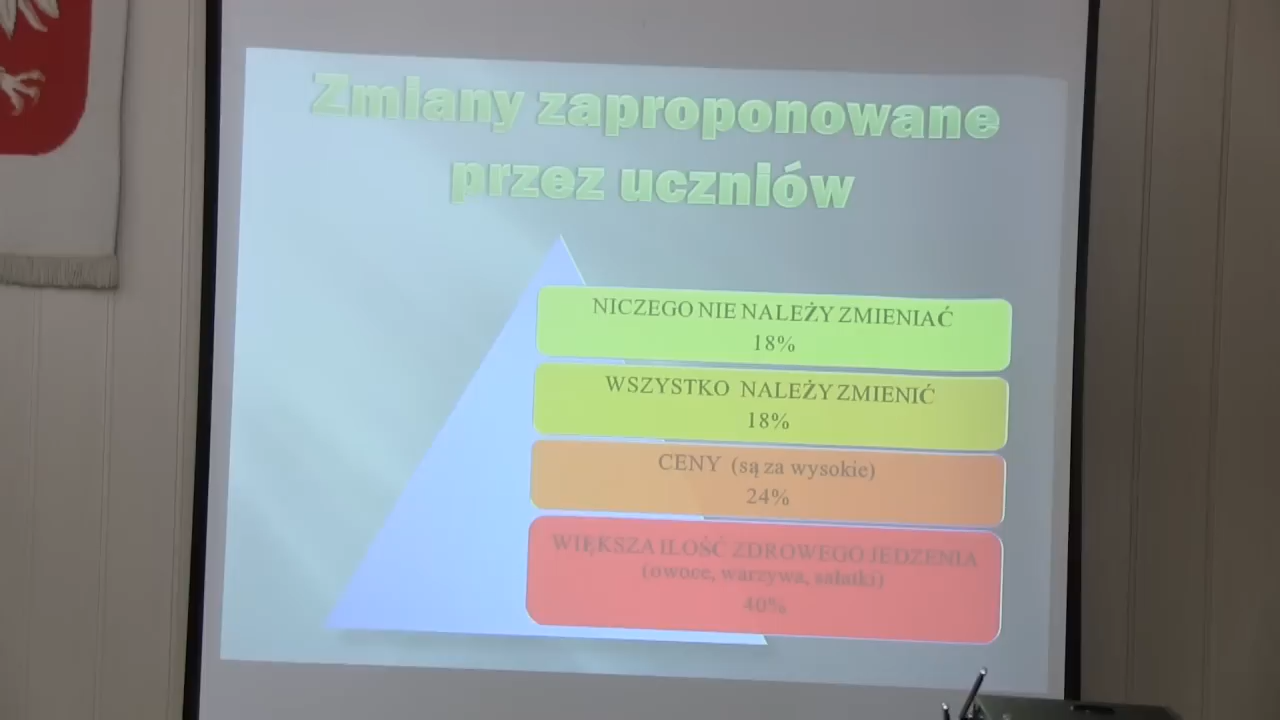 Zmiany zaproponowane
przez uczniów
NICZEGO NIE NALEŻY ZMIENIAĆ
18%
WSZYSTKO NALEŻY ZMIENIĆ
18%
CENY (są za wysokie)
24%
WIĘKSZA ILOŚĆ ZDROWEGO JEDZENIA
(owoce, warzywa, sałatki)
40%